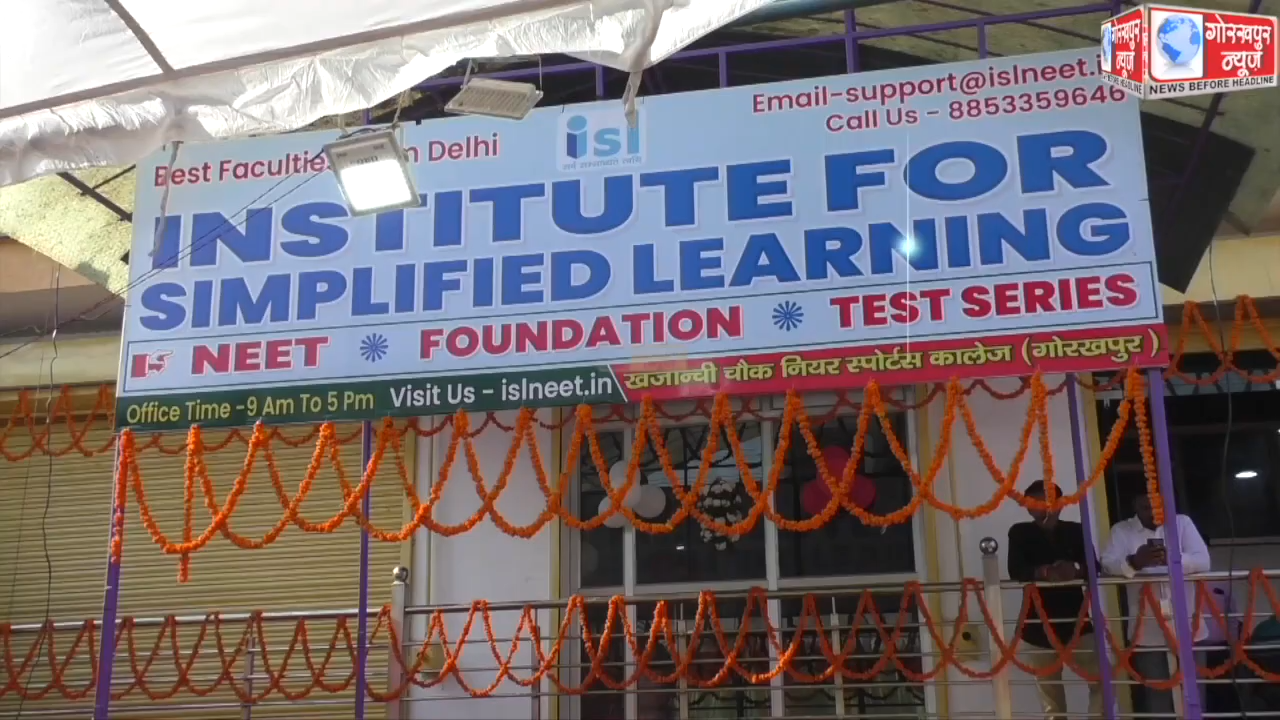 गोरखपुर
न्यूज़
NEWS BEFORE HEADLINE
Email-support@islneet.
Call Us - 8853359646
Best Faculties Delhi
isl
INSTITUTE FOR
SIMPLIFIED LEARNING
NEET FOUNDATION TEST SERIES
Office Time -9 Am To 5 Pm
Visit Us - islneet.in
खजान्ची चौक नियर स्पोर्टस कालेज (गोरखपुर )